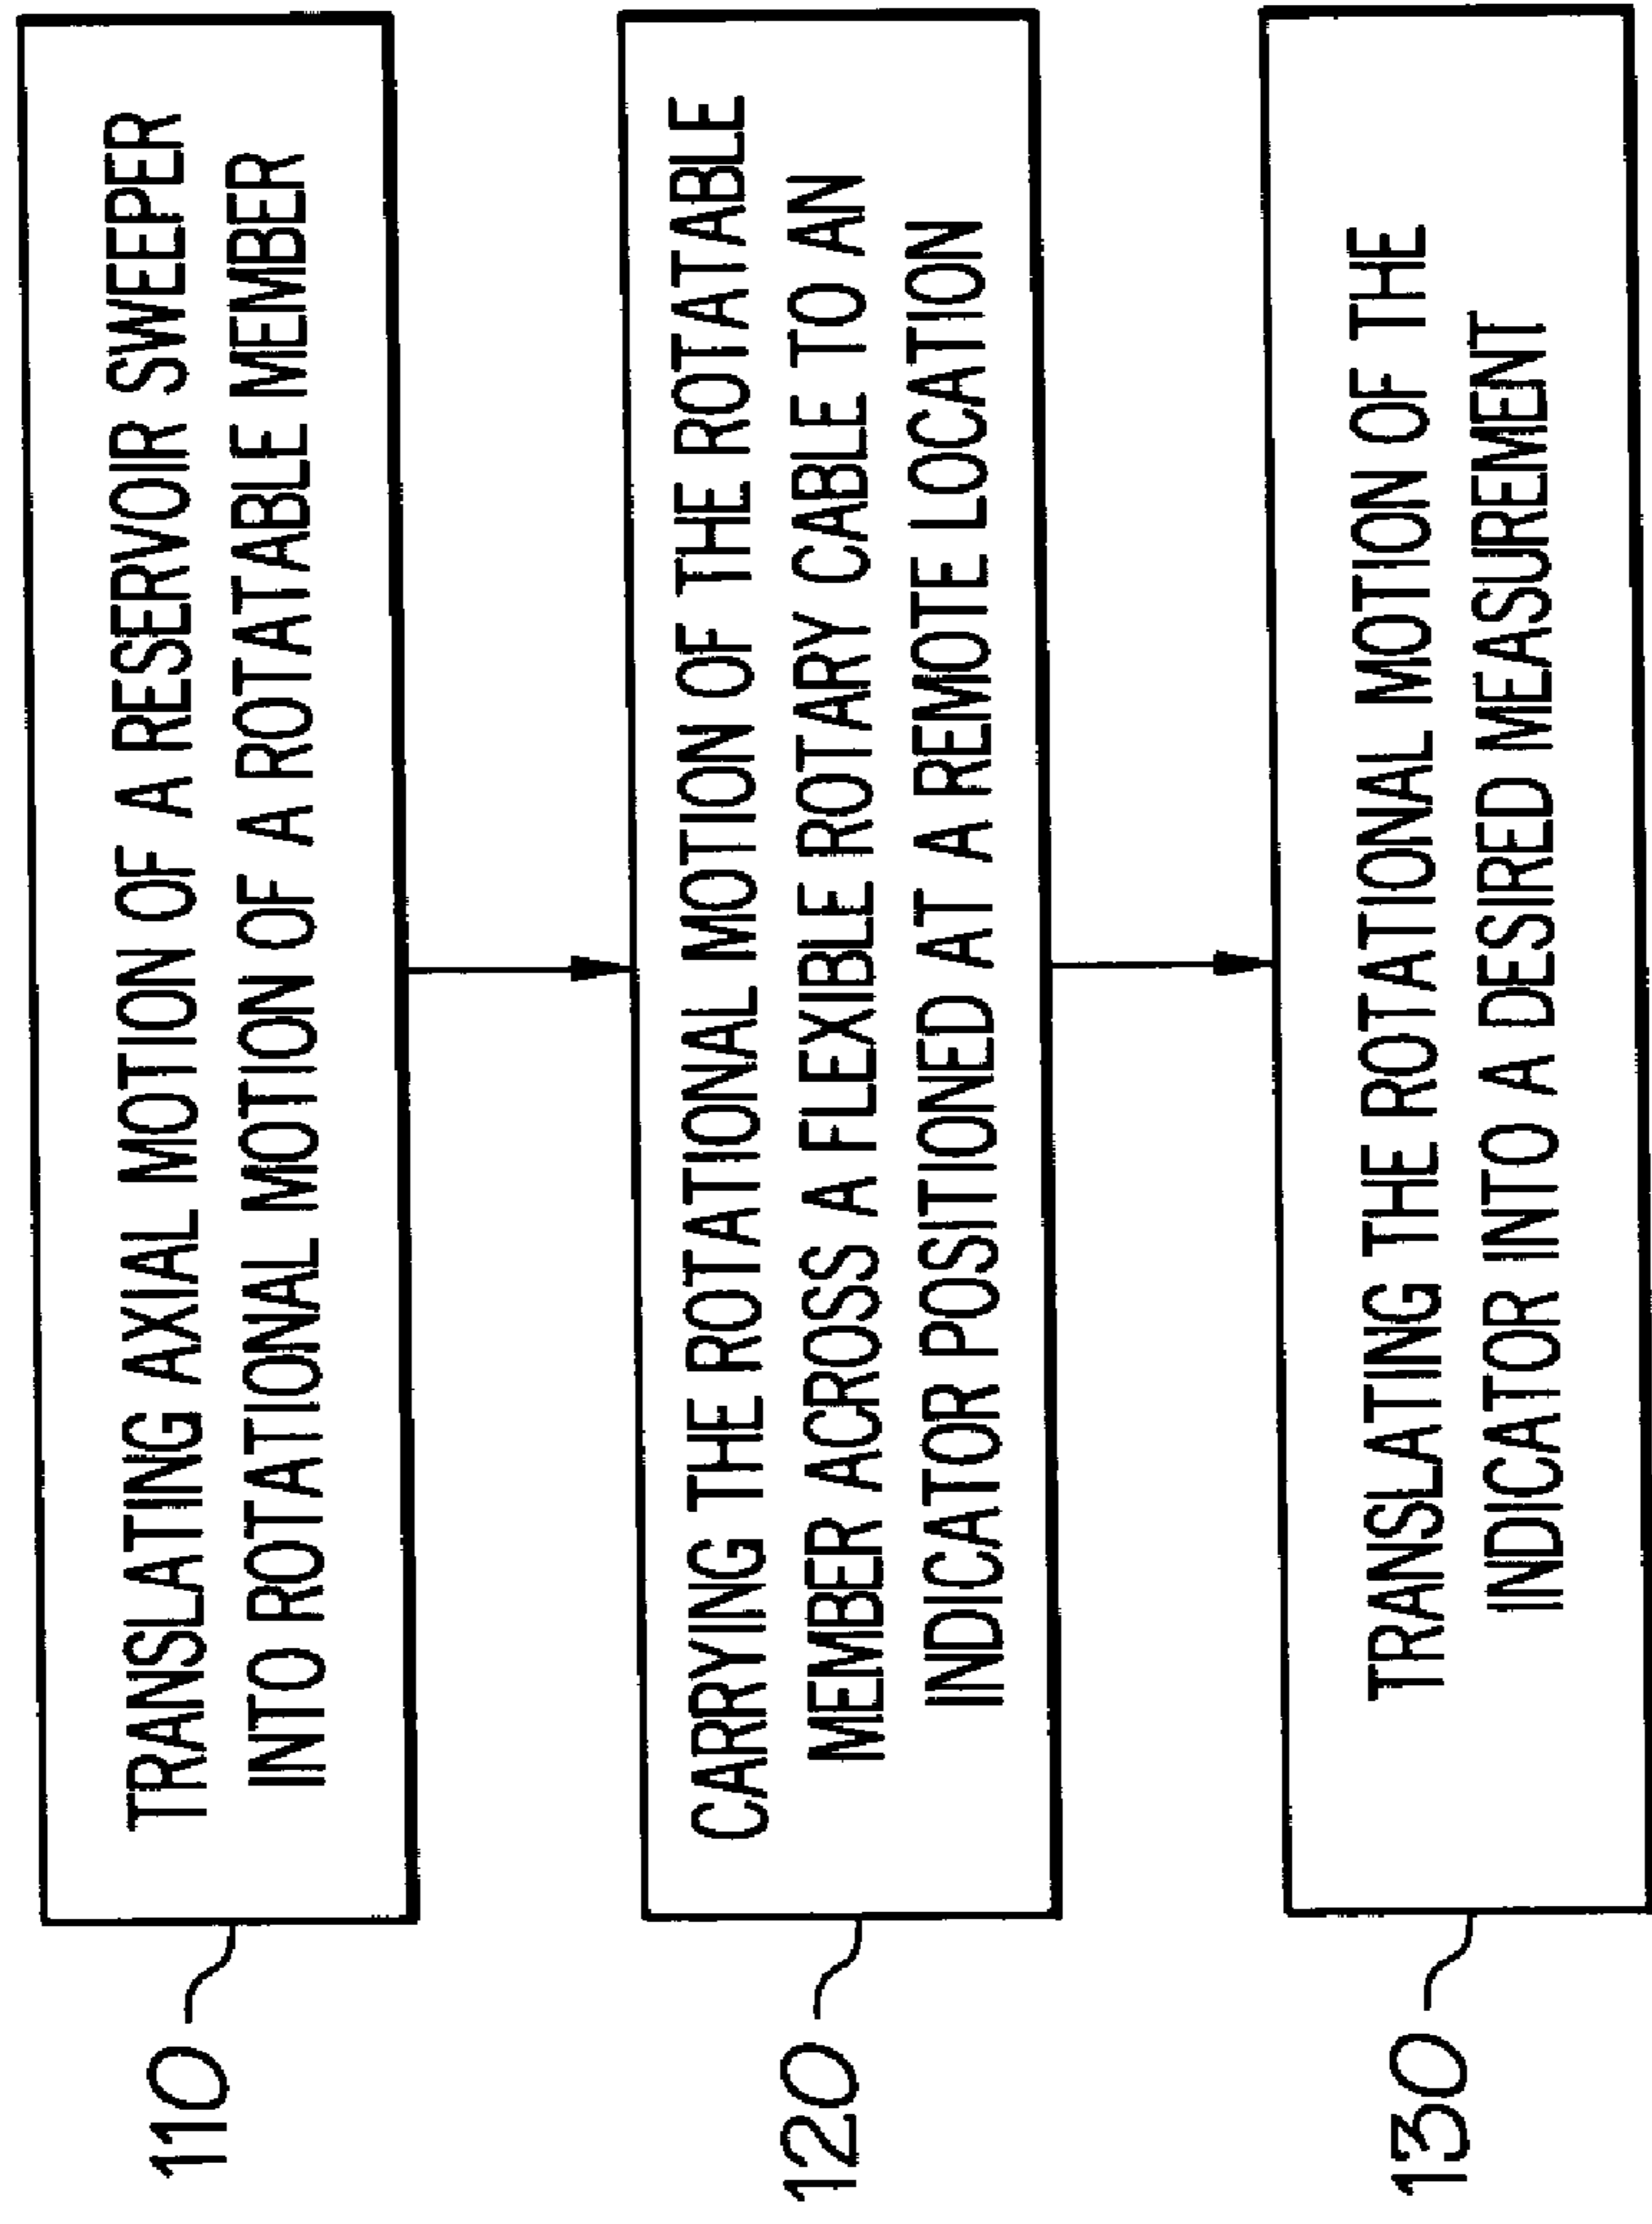 110
TRANSLATING AXIAL MOTION OF A RESERVOIR SWEEPER
INTO ROTATIONAL MOTION OF A ROTATABLE MEMBER
120
CARRYING THE ROTATIONAL MOTION OF THE ROTATABLE
MEMBER ACROSS A FLEXIBLE ROTARY CABLE TO AN
INDICATOR POSITIONED AT A REMOTE LOCATION
130
TRANSLATING THE ROTATIONAL MOTION OF THE
INDICATOR INTO A DESIRED MEASUREMENT